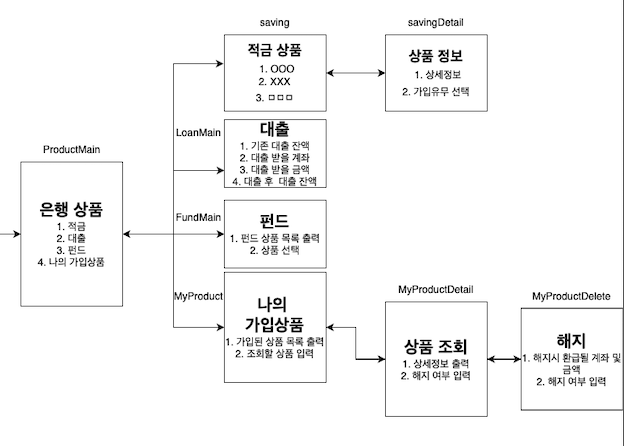 saving
적금 상품
1. OOO
2. XXX
3. ㅁㅁㅁ
savingDetail
상품 정보
1. 상세정보
2. 가입유무 선택
LoanMain
대출
1. 기존 대출 잔액
2. 대출 받을 계좌
3. 대출 받을 금액
4. 대출 후 대출 잔액
ProductMain
은행 상품
1. 적금
2. 대출
3. 펀드
4. 나의 가입상품
FundMain
펀드
1. 펀드 상품 목록 출력
2. 상품 선택
MyProduct
나의
가입상품
1. 가입된 상품 목록 출력
2. 조회할 상품 입력
MyProductDetail
상품 조회
1. 상세정보 출력
2. 해지 여부 입력
MyProductDelete
해지
1. 해지시 환급될 계좌 및
금액
2. 해지 여부 입력